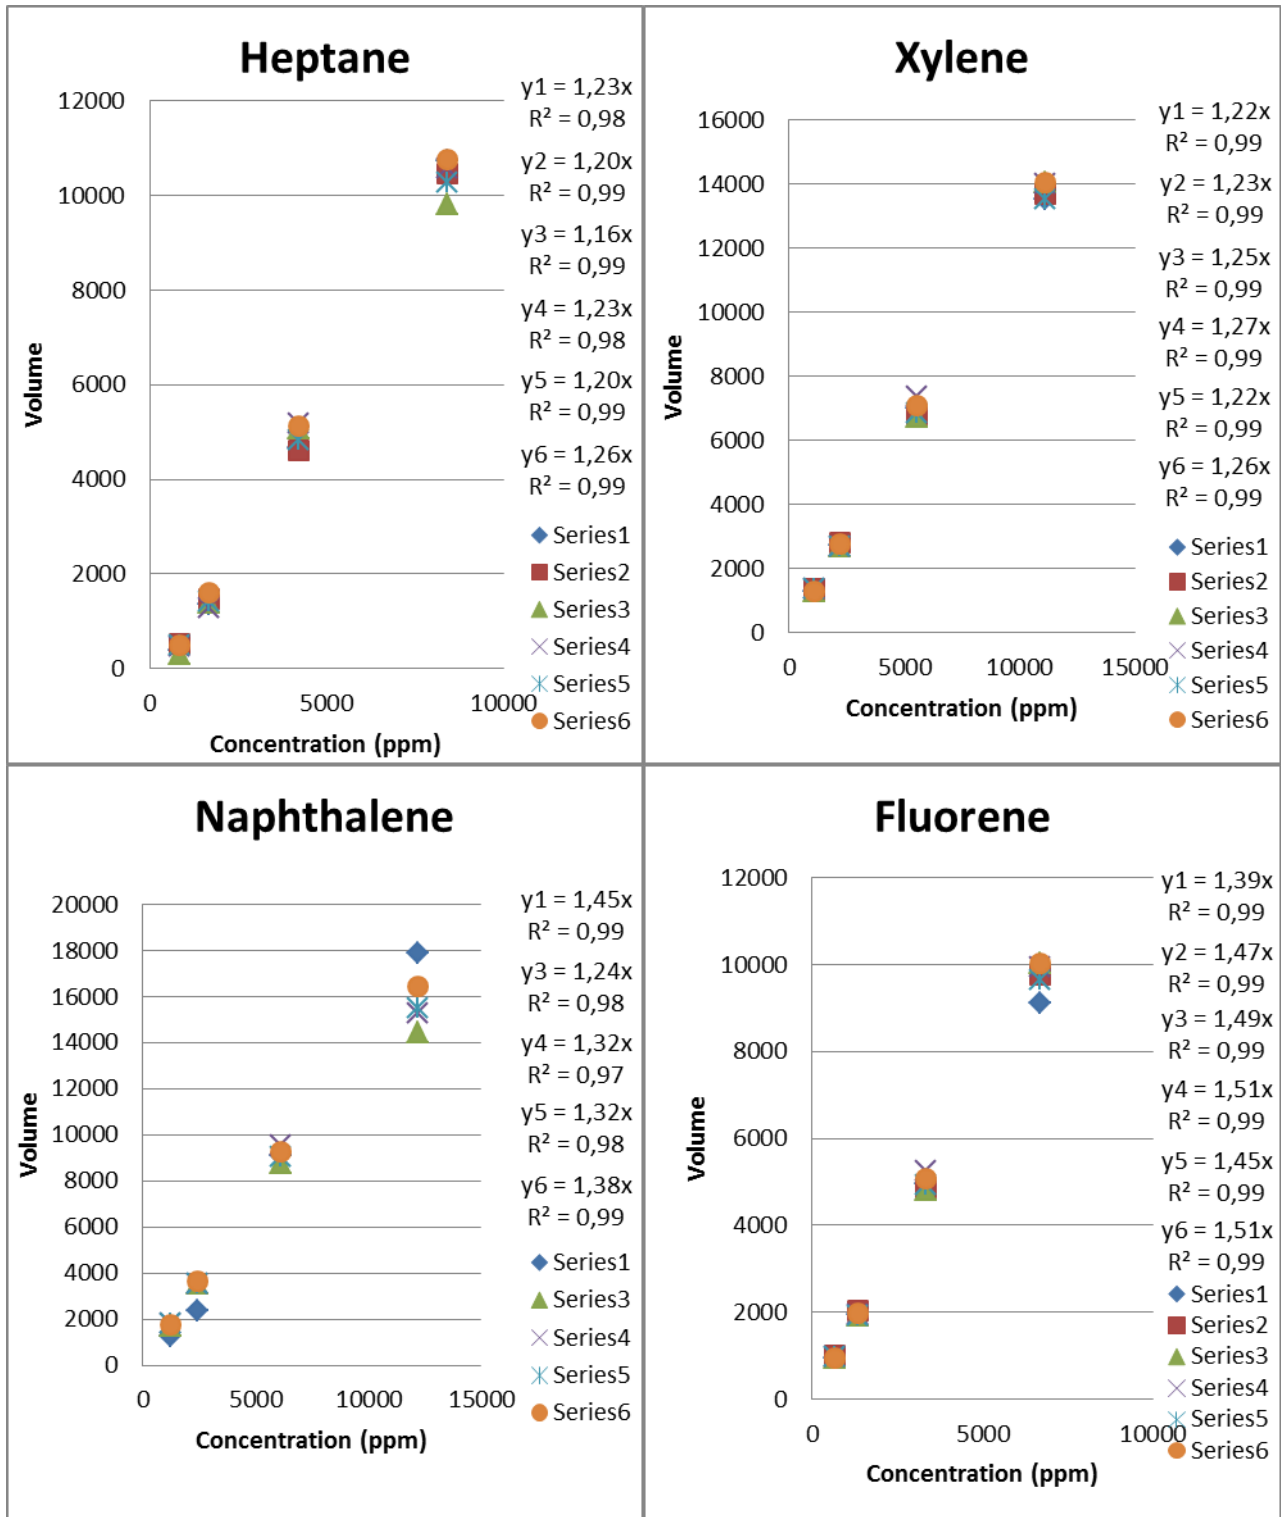 Heptane
12000
10000
8000
6000
4000
2000
0
Volume
0
5000
10000
Concentration (ppm)
y1 = 1,23x
R² = 0,98
y2 = 1,20x
R² = 0,99
y3 = 1,16x
R² = 0,99
y4 = 1,23x
R² = 0,98
y5 = 1,20x
R² = 0,99
y6 = 1,26x
R² = 0,99
Series1
Series2
Series3
Series4
Series5
Series6
Xylene
16000
14000
12000
10000
8000
6000
4000
2000
0
Volume
0
5000
10000
15000
Concentration (ppm)
y1 = 1,22x
R² = 0,99
y2 = 1,23x
R² = 0,99
y3 = 1,25x
R² = 0,99
y4 = 1,27x
R² = 0,99
y5 = 1,22x
R² = 0,99
y6 = 1,26x
R² = 0,99
Series1
Series2
Series3
Series4
Series5
Series6
Naphthalene
20000
18000
16000
14000
12000
10000
8000
6000
4000
2000
0
Volume
0
5000
10000
15000
Concentration (ppm)
y1 = 1,45x
R² = 0,99
y3 = 1,24x
R² = 0,98
y4 = 1,32x
R² = 0,97
y5 = 1,32x
R² = 0,98
y6 = 1,38x
R² = 0,99
Series1
Series3
Series4
Series5
Series6
Fluorene
12000
10000
8000
6000
4000
2000
0
Volume
0
5000
10000
Concentration (ppm)
y1 = 1,39x
R² = 0,99
y2 = 1,47x
R² = 0,99
y3 = 1,49x
R² = 0,99
y4 = 1,51x
R² = 0,99
y5 = 1,45x
R² = 0,99
y6 = 1,51x
R² = 0,99
Series1
Series2
Series3
Series4
Series5
Series6